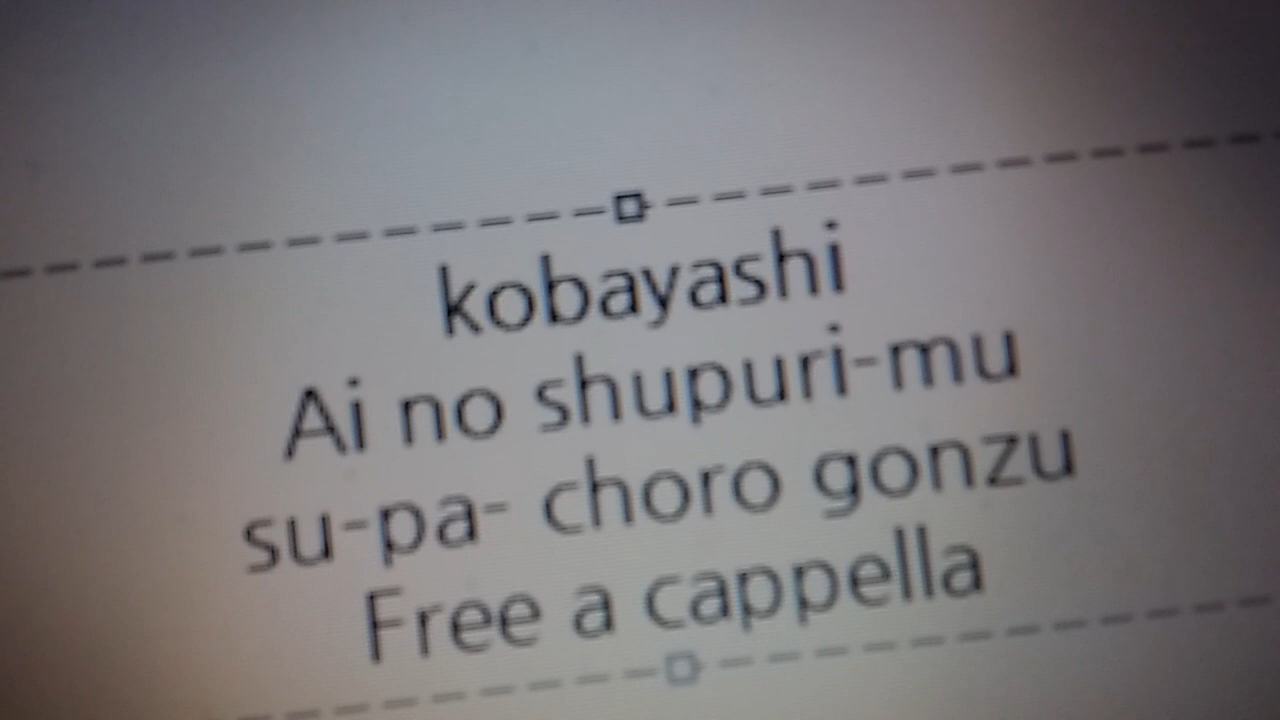 kobayashi
Ai no shupuri-mu
su-pa- choro gonzu
Free a cappella